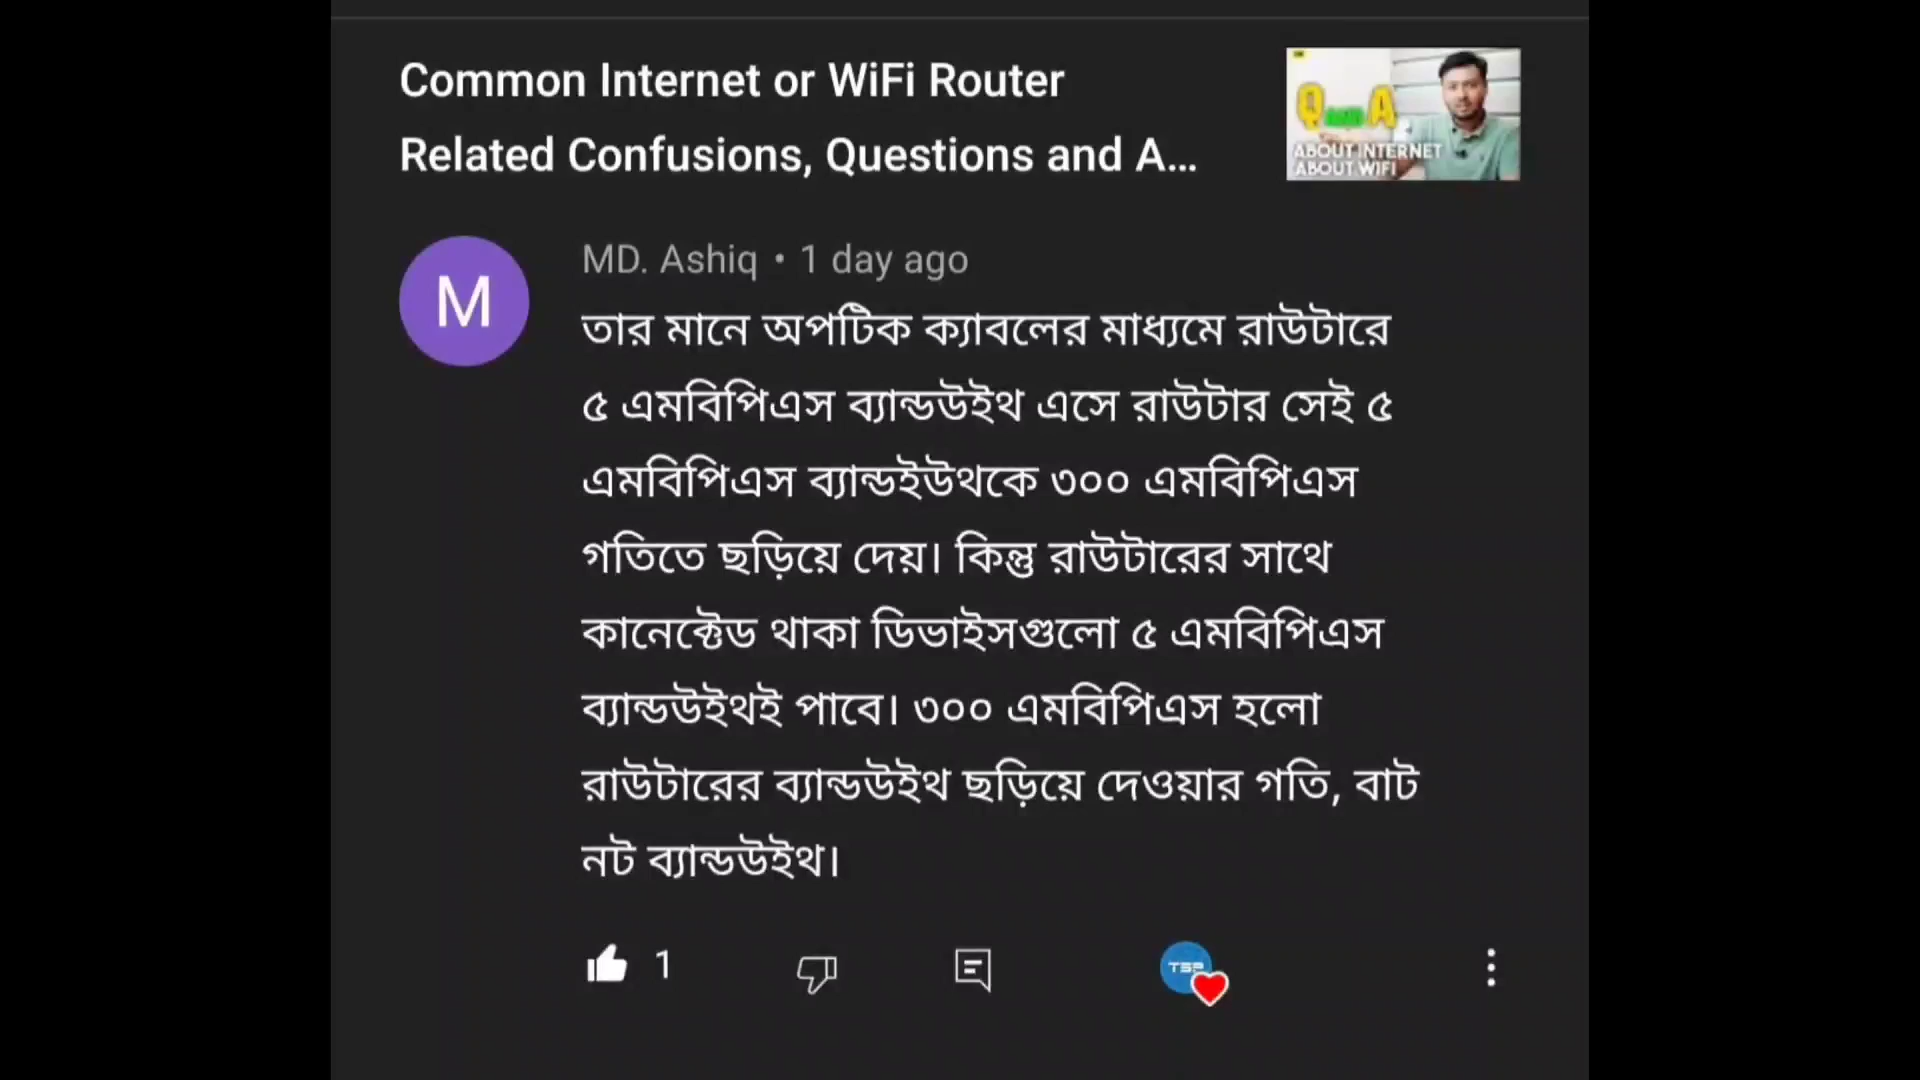 Common Internet or WiFi Router
Related Confusions, Questions and A...
Q AND A
ABOUT INTERNET
ABOUT WIFI
MD. Ashiq • 1 day ago
তার মানে অপটিক ক্যাবলের মাধ্যমে রাউটারে
৫ এমবিপিএস ব্যান্ডউইথ এসে রাউটার সেই ৫
এমবিপিএস ব্যান্ডইউথকে ৩০০ এমবিপিএস
গতিতে ছড়িয়ে দেয়। কিন্তু রাউটারের সাথে
কানেক্টেড থাকা ডিভাইসগুলো ৫ এমবিপিএস
ব্যান্ডউইথই পাবে। ৩০০ এমবিপিএস হলো
রাউটারের ব্যান্ডউইথ ছড়িয়ে দেওয়ার গতি, বাট
নট ব্যান্ডউইথ।
M
1
TSP